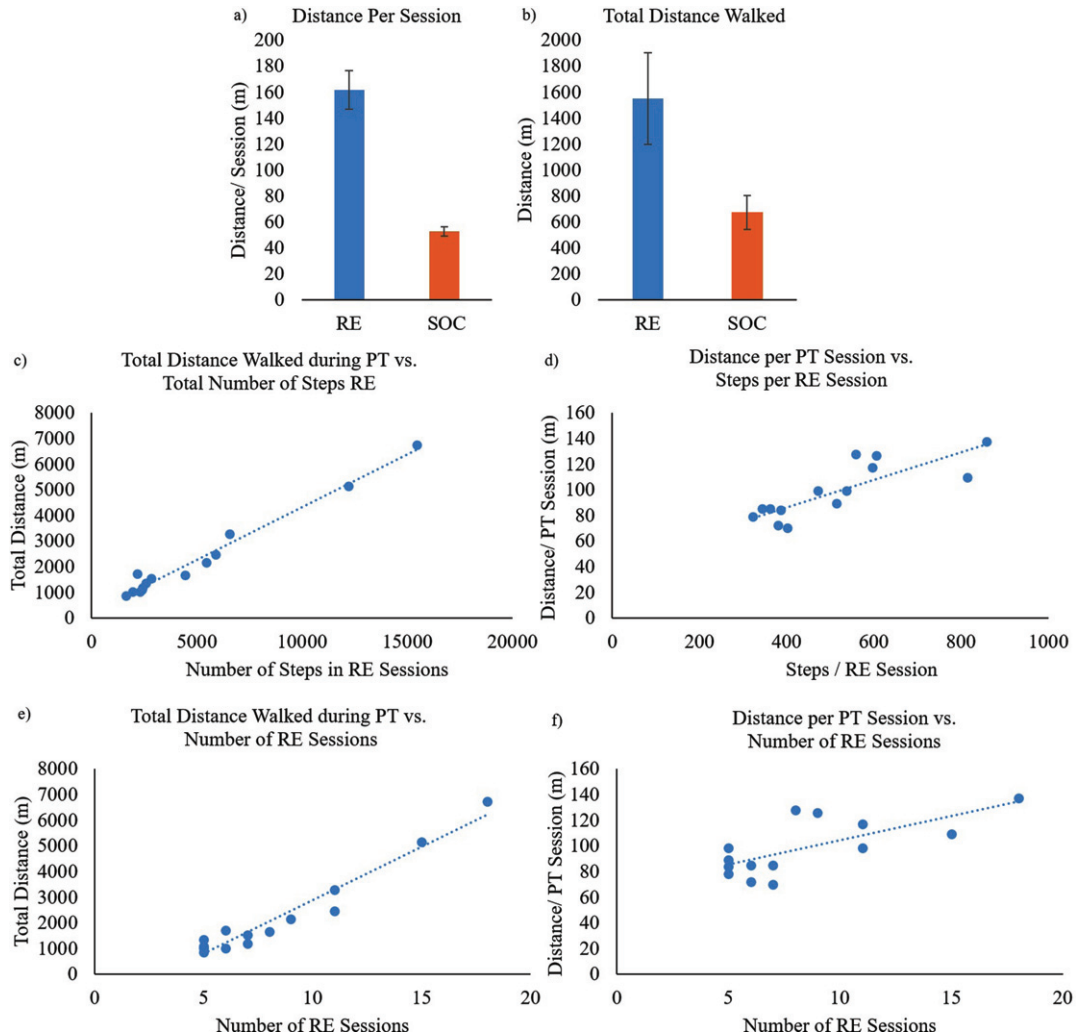 a) Distance Per Session
Distance/ Session (m)
200
180
160
140
120
100
80
60
40
20
0
RE SOC
b) Total Distance Walked
Distance (m)
2000
1800
1600
1400
1200
1000
800
600
400
200
0
RE SOC
c) Total Distance Walked during PT vs.
Total Number of Steps RE
Total Distance (m)
8000
7000
6000
5000
4000
3000
2000
1000
0
0 5000 10000 15000 20000
Number of Steps in RE Sessions
d) Distance per PT Session vs.
Steps per RE Session
Distance/ PT Session (m)
160
140
120
100
80
60
40
20
0
0 200 400 600 800 1000
Steps / RE Session
e) Total Distance Walked during PT vs.
Number of RE Sessions
Total Distance (m)
8000
7000
6000
5000
4000
3000
2000
1000
0
0 5 10 15 20
Number of RE Sessions
f) Distance per PT Session vs.
Number of RE Sessions
Distance/ PT Session (m)
160
140
120
100
80
60
40
20
0
0 5 10 15 20
Number of RE Sessions